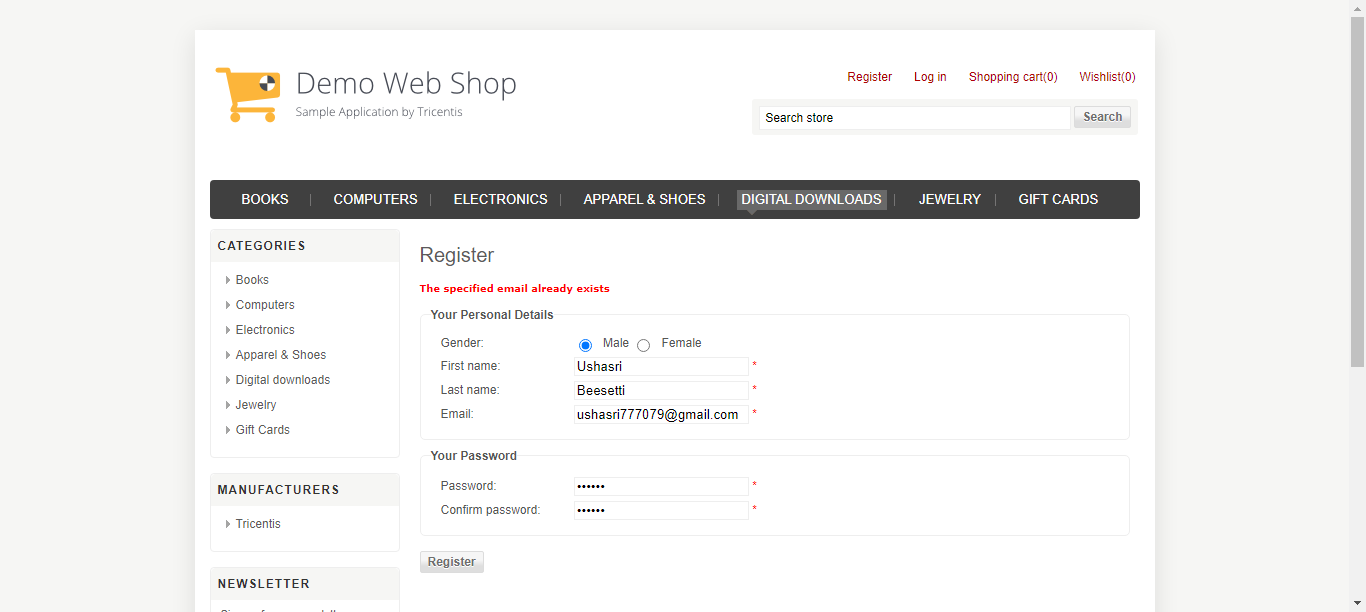 Demo Web Shop
Sample Application by Tricentis
Register Log in Shopping cart(0) Wishlist(0)
Search store Search
BOOKS COMPUTERS ELECTRONICS APPAREL & SHOES DIGITAL DOWNLOADS JEWELRY GIFT CARDS
CATEGORIES
Books
Computers
Electronics
Apparel & Shoes
Digital downloads
Jewelry
Gift Cards
MANUFACTURERS
Tricentis
NEWSLETTER
Register
The specified email already exists
Your Personal Details
Gender: Male Female
First name: Ushasri *
Last name: Beesetti *
Email: ushasri777079@gmail.com *
Your Password
Password: •••••• *
Confirm password: •••••• *
Register